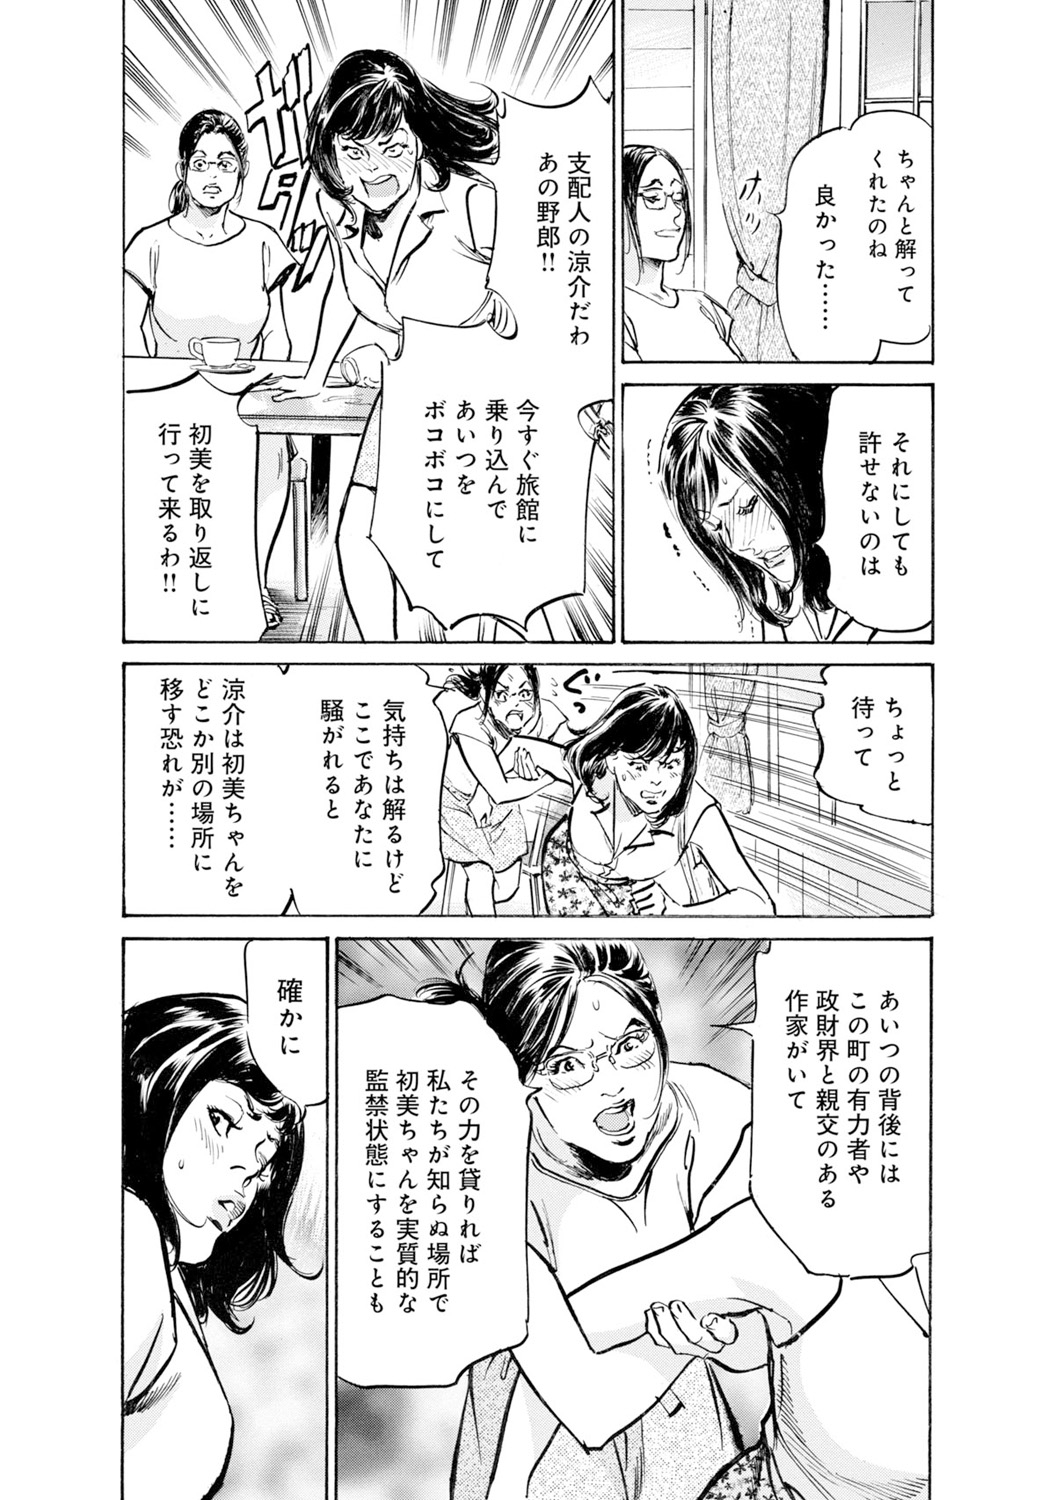 ちゃんと解って
くれたのね
良かった……
ホッ
それにしても
許せないのは
支配人の涼介だわ
あの野郎!!
ガタッ
今すぐ旅館に
乗り込んで
あいつを
ボコボコにして
初美を取り返しに
行って来るわ!!
ちょっと
待って
ぐい
気持ちは解るけど
ここであなたに
騒がれると
涼介は初美ちゃんを
どこか別の場所に
移す恐れが……
あいつの背後には
この町の有力者や
政財界と親交のある
作家がいて
その力を貸りれば
私たちが知らぬ場所で
初美ちゃんを実質的な
監禁状態にすることも
確かに